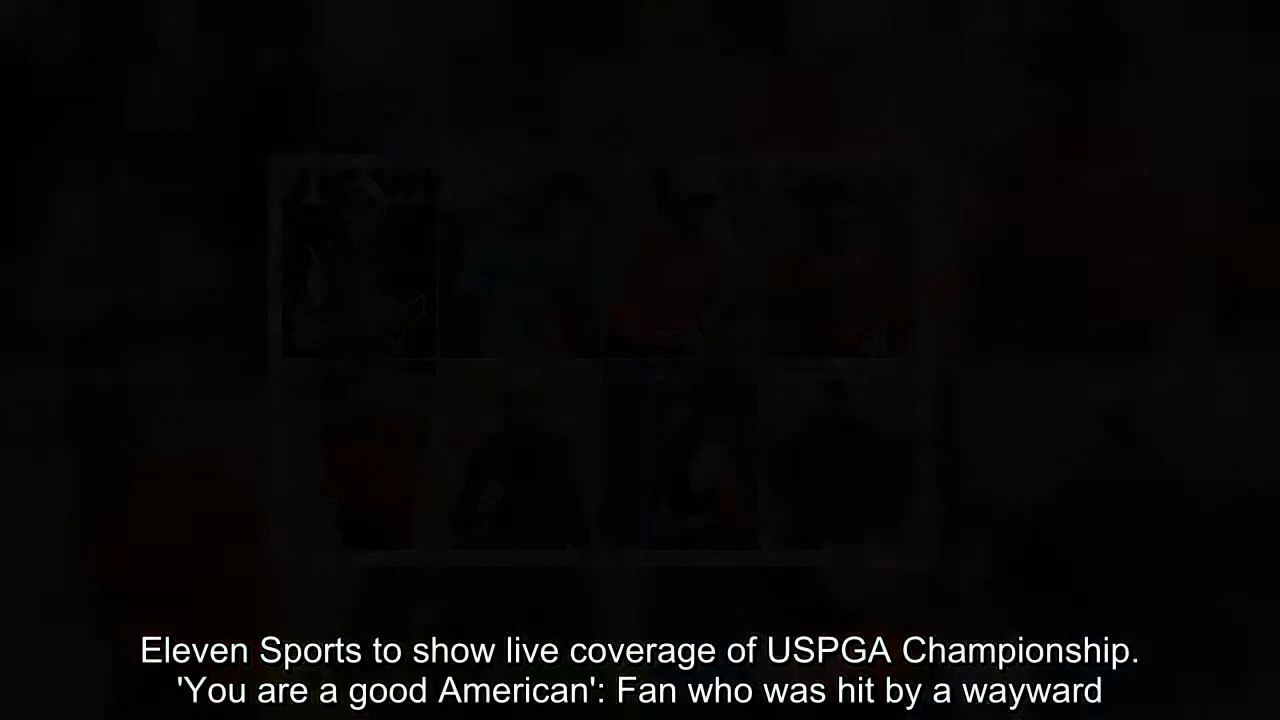 Eleven Sports to show live coverage of USPGA Championship.
'You are a good American': Fan who was hit by a wayward